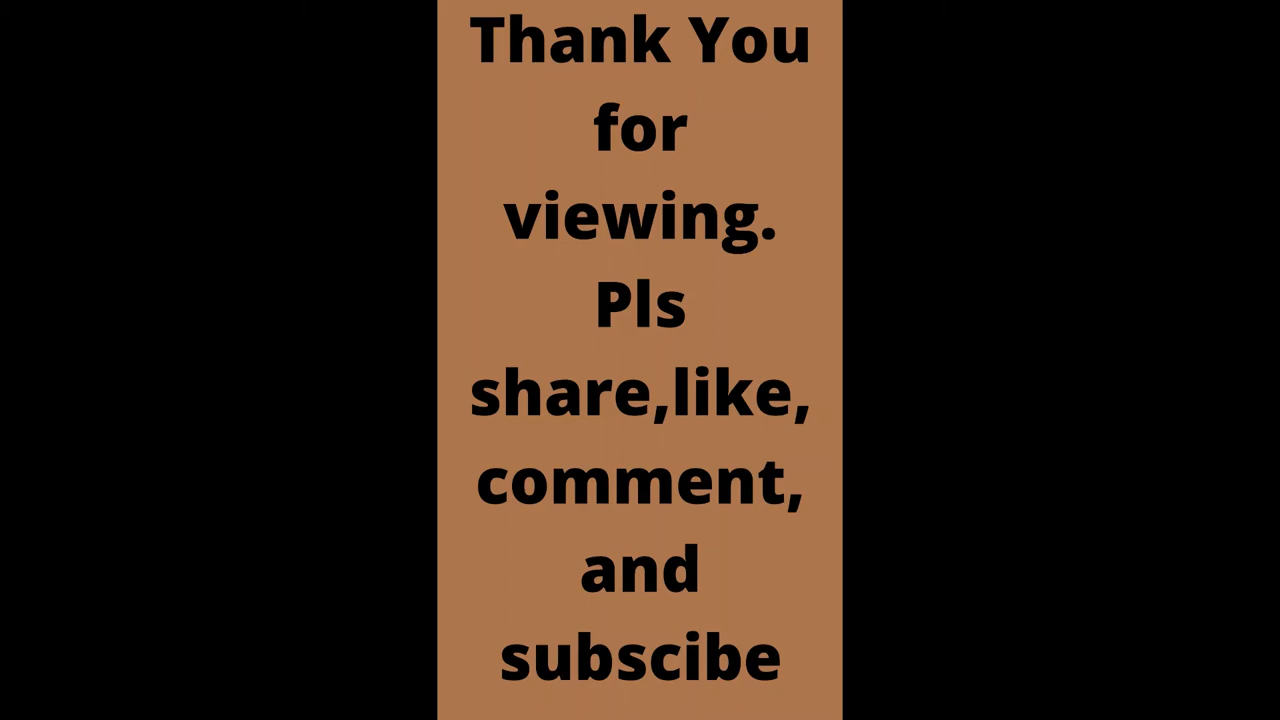 Thank You
for
viewing.
Pls
share,like,
comment,
and
subscibe